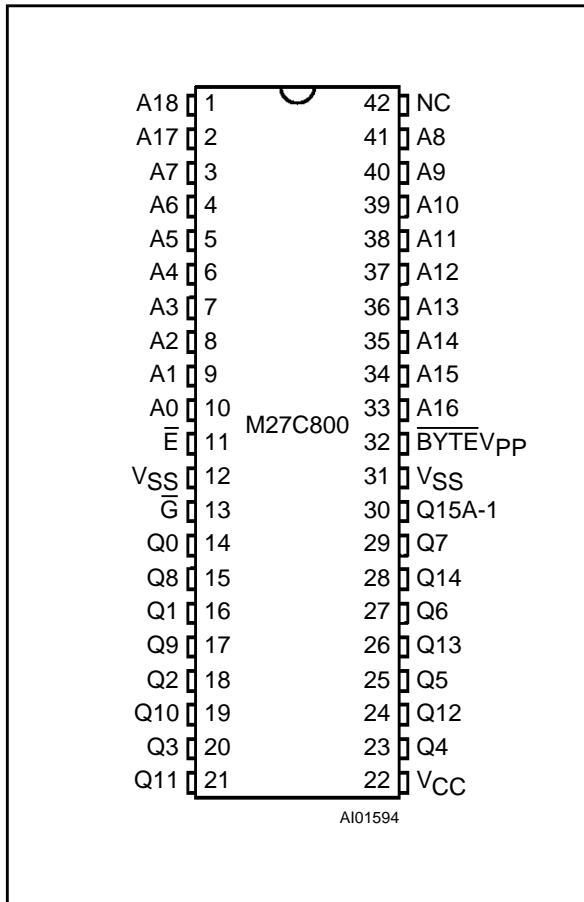 A18 1 42 NC
A17 2 41 A8
A7 3 40 A9
A6 4 39 A10
A5 5 38 A11
A4 6 37 A12
A3 7 36 A13
A2 8 35 A14
A1 9 34 A15
A0 10 33 A16
M27C800
E̅ 11 32 B̅Y̅T̅E̅VPP
VSS 12 31 VSS
G̅ 13 30 Q15A-1
Q0 14 29 Q7
Q8 15 28 Q14
Q1 16 27 Q6
Q9 17 26 Q13
Q2 18 25 Q5
Q10 19 24 Q12
Q3 20 23 Q4
Q11 21 22 VCC
AI01594